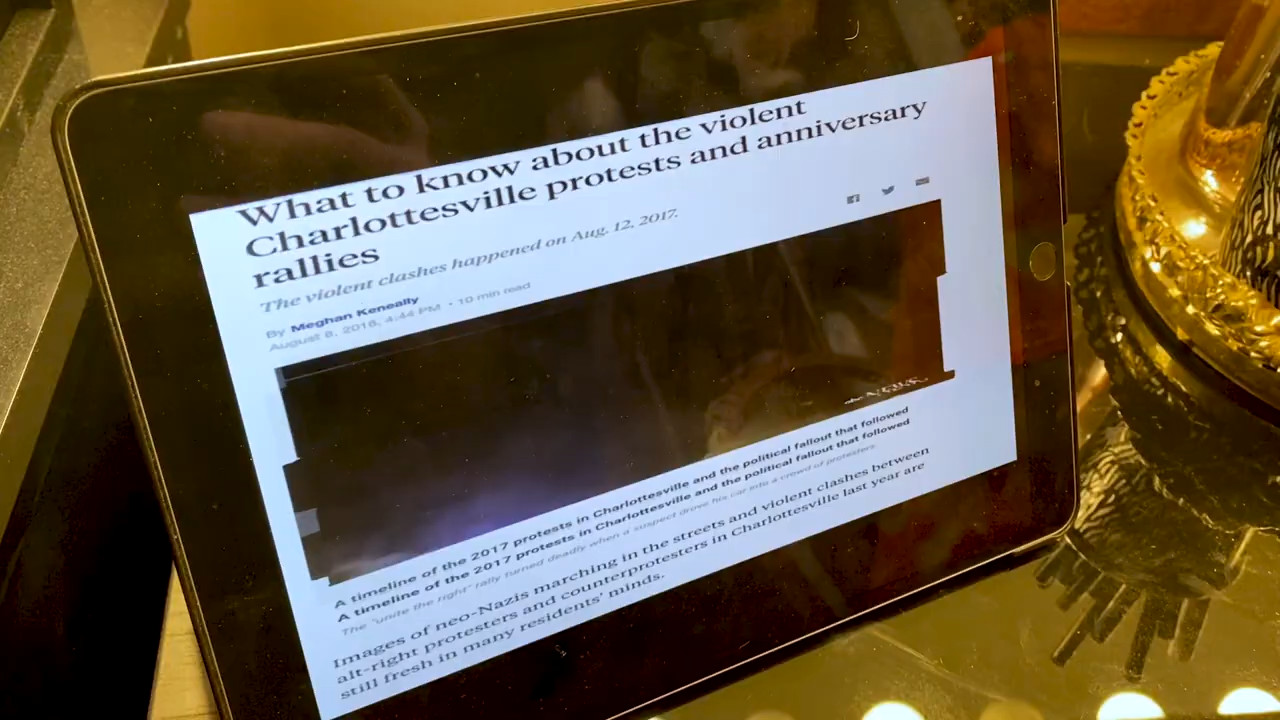 What to know about the violent
Charlottesville protests and anniversary
rallies
The violent clashes happened on Aug. 12, 2017.
By Meghan Keneally
August 8, 2018, 4:44 PM • 10 min read
A timeline of the 2017 protests in Charlottesville and the political fallout that followed
A timeline of the 2017 protests in Charlottesville and the political fallout that followed
The "unite the right" rally turned deadly when a suspect drove his car into a crowd of protesters.
Images of neo-Nazis marching in the streets and violent clashes between
alt-right protesters and counterprotesters in Charlottesville last year are
still fresh in many residents' minds.